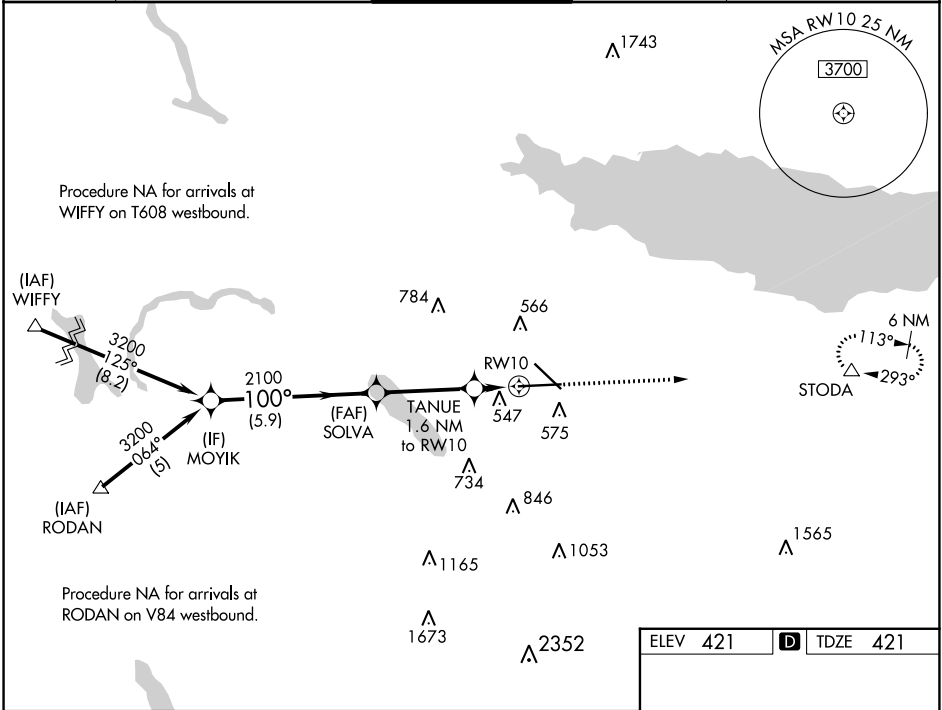 1743
MSA RW10 25 NM
3700
Procedure NA for arrivals at
WIFFY on T608 westbound.
(IAF)
WIFFY
3200
125°
(8.2)
784
566
6 NM
113°
293°
STODA
RW10
2100
100°
(5.9)
(FAF)
SOLVA
TANUE
1.6 NM
to RW10
547
575
(IF)
MOYIK
3200
064°
(5)
(IAF)
RODAN
734
846
1565
1053
1165
Procedure NA for arrivals at
RODAN on V84 westbound.
1673
2352
ELEV 421 D TDZE 421